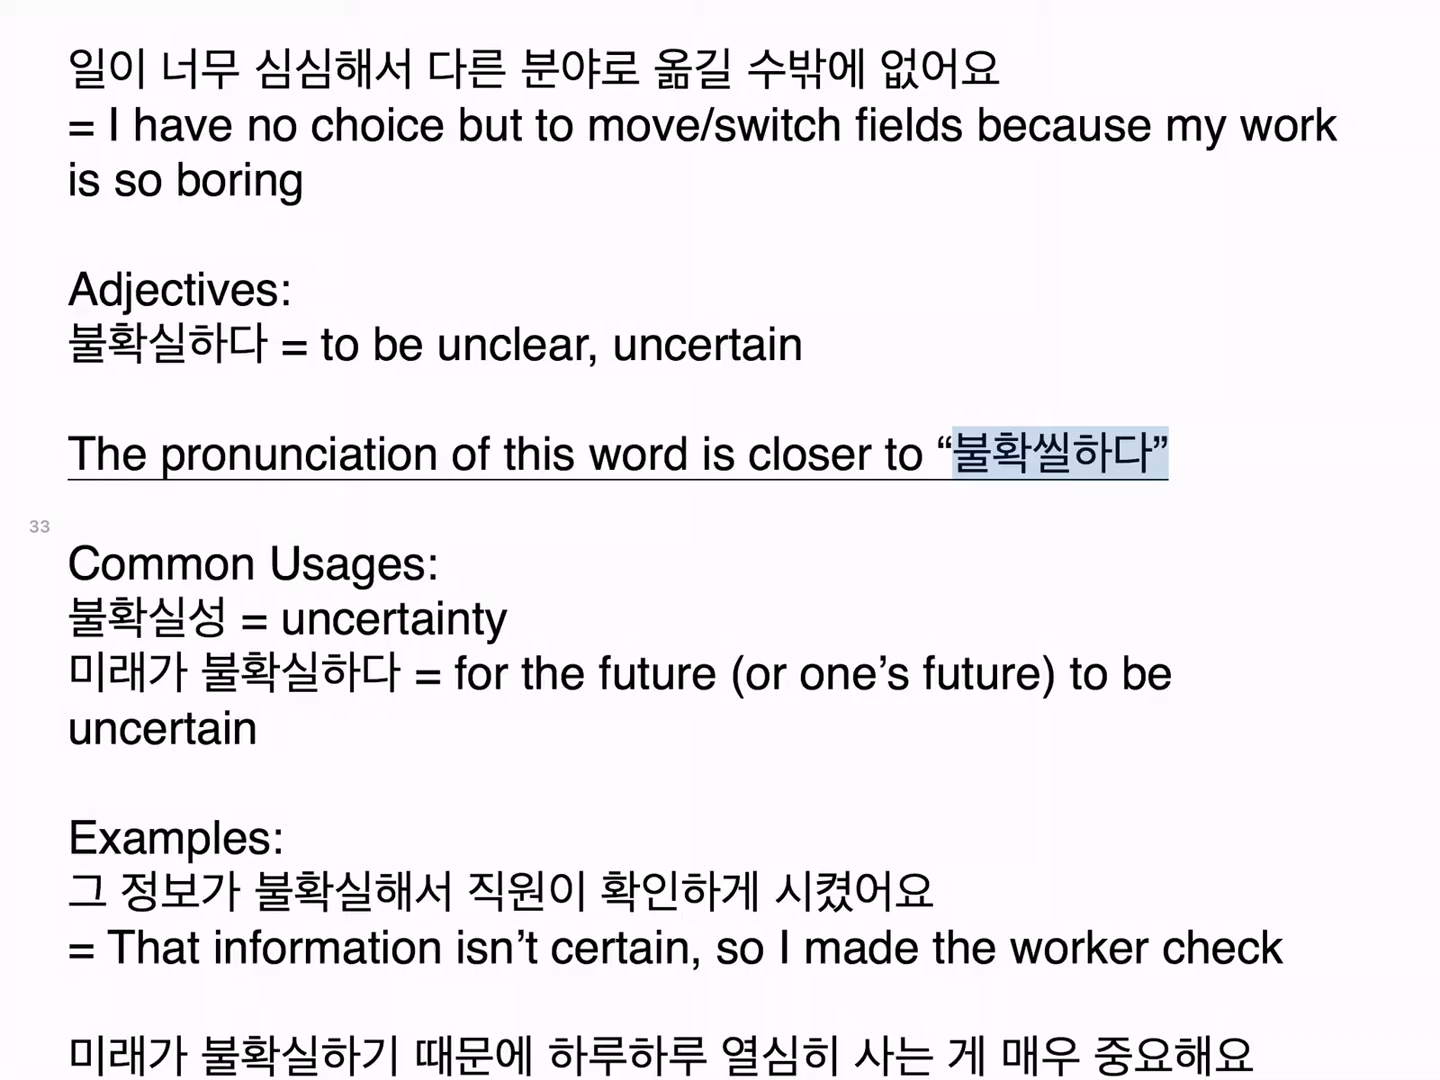 일이 너무 심심해서 다른 분야로 옮길 수밖에 없어요
= I have no choice but to move/switch fields because my work
is so boring
Adjectives:
불확실하다 = to be unclear, uncertain
The pronunciation of this word is closer to “불확씰하다”
33
Common Usages:
불확실성 = uncertainty
미래가 불확실하다 = for the future (or one’s future) to be
uncertain
Examples:
그 정보가 불확실해서 직원이 확인하게 시켰어요
= That information isn’t certain, so I made the worker check
미래가 불확실하기 때문에 하루하루 열심히 사는 게 매우 중요해요